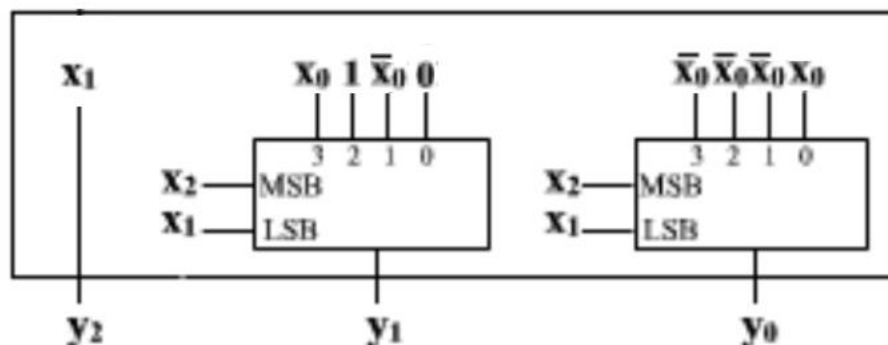 x₁ x₀ 1 x̄₀ 0 x̄₀ x̄₀ x̄₀ x₀
3 2 1 0 3 2 1 0
x₂ MSB x₂ MSB
x₁ LSB x₁ LSB
y₂ y₁ y₀